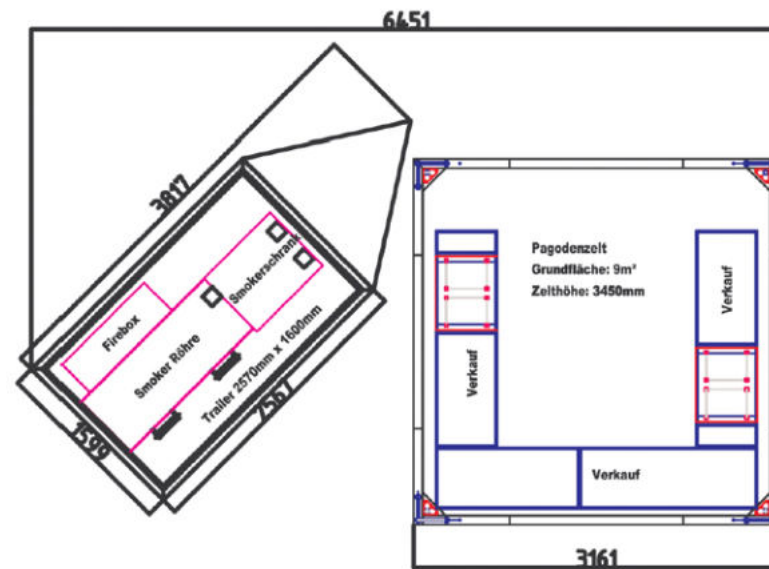 6451
3817
Smokerschrank
Firebox
Smoker Röhre
Trailer 2570mm x 1600mm
2567
1599
Pagodenzelt
Grundfläche: 9m²
Zelthöhe: 3450mm
Verkauf
Verkauf
Verkauf
3161